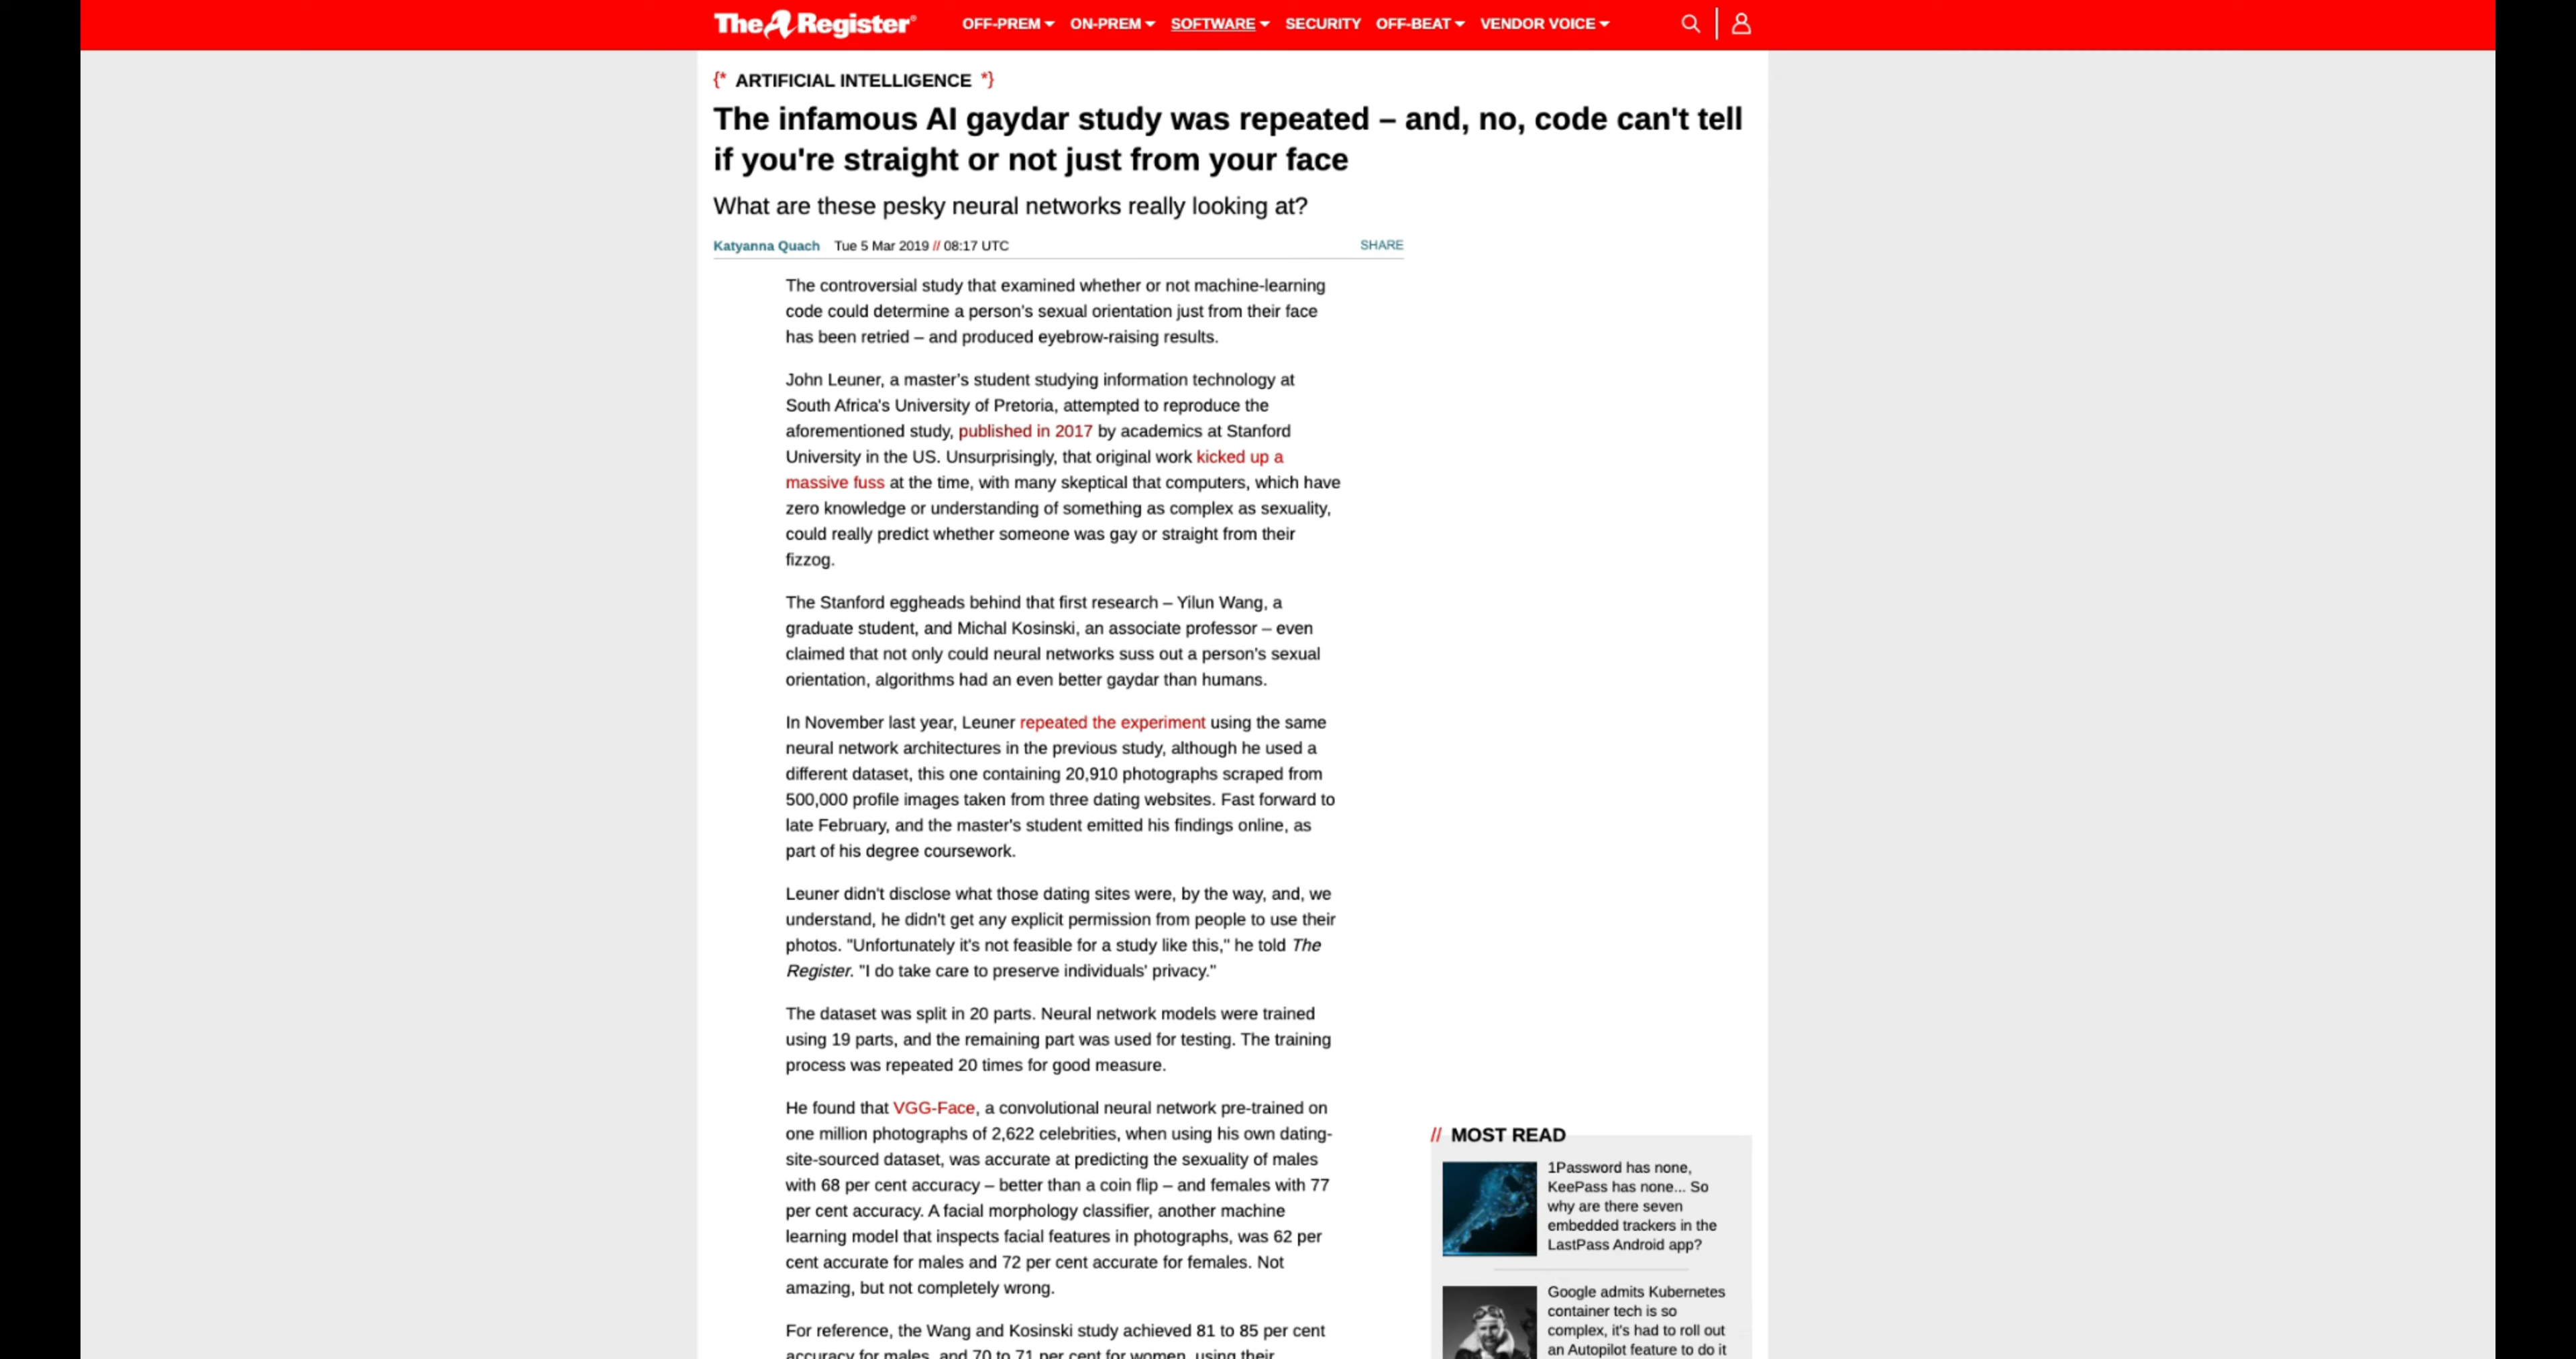 The Register®
OFF-PREM ON-PREM SOFTWARE SECURITY OFF-BEAT VENDOR VOICE
{* ARTIFICIAL INTELLIGENCE *}
The infamous AI gaydar study was repeated – and, no, code can't tell
if you're straight or not just from your face
What are these pesky neural networks really looking at?
Katyanna Quach Tue 5 Mar 2019 // 08:17 UTC SHARE
The controversial study that examined whether or not machine-learning
code could determine a person's sexual orientation just from their face
has been retried – and produced eyebrow-raising results.
John Leuner, a master's student studying information technology at
South Africa's University of Pretoria, attempted to reproduce the
aforementioned study, published in 2017 by academics at Stanford
University in the US. Unsurprisingly, that original work kicked up a
massive fuss at the time, with many skeptical that computers, which have
zero knowledge or understanding of something as complex as sexuality,
could really predict whether someone was gay or straight from their
fizzog.
The Stanford eggheads behind that first research – Yilun Wang, a
graduate student, and Michal Kosinski, an associate professor – even
claimed that not only could neural networks suss out a person's sexual
orientation, algorithms had an even better gaydar than humans.
In November last year, Leuner repeated the experiment using the same
neural network architectures in the previous study, although he used a
different dataset, this one containing 20,910 photographs scraped from
500,000 profile images taken from three dating websites. Fast forward to
late February, and the master's student emitted his findings online, as
part of his degree coursework.
Leuner didn't disclose what those dating sites were, by the way, and, we
understand, he didn't get any explicit permission from people to use their
photos. "Unfortunately it's not feasible for a study like this," he told The
Register. "I do take care to preserve individuals' privacy."
The dataset was split in 20 parts. Neural network models were trained
using 19 parts, and the remaining part was used for testing. The training
process was repeated 20 times for good measure.
He found that VGG-Face, a convolutional neural network pre-trained on
one million photographs of 2,622 celebrities, when using his own dating-
site-sourced dataset, was accurate at predicting the sexuality of males
with 68 per cent accuracy – better than a coin flip – and females with 77
per cent accuracy. A facial morphology classifier, another machine
learning model that inspects facial features in photographs, was 62 per
cent accurate for males and 72 per cent accurate for females. Not
amazing, but not completely wrong.
For reference, the Wang and Kosinski study achieved 81 to 85 per cent
accuracy for males, and 70 to 71 per cent for women, using their
// MOST READ
1Password has none,
KeePass has none... So
why are there seven
embedded trackers in the
LastPass Android app?
Google admits Kubernetes
container tech is so
complex, it's had to roll out
an Autopilot feature to do it